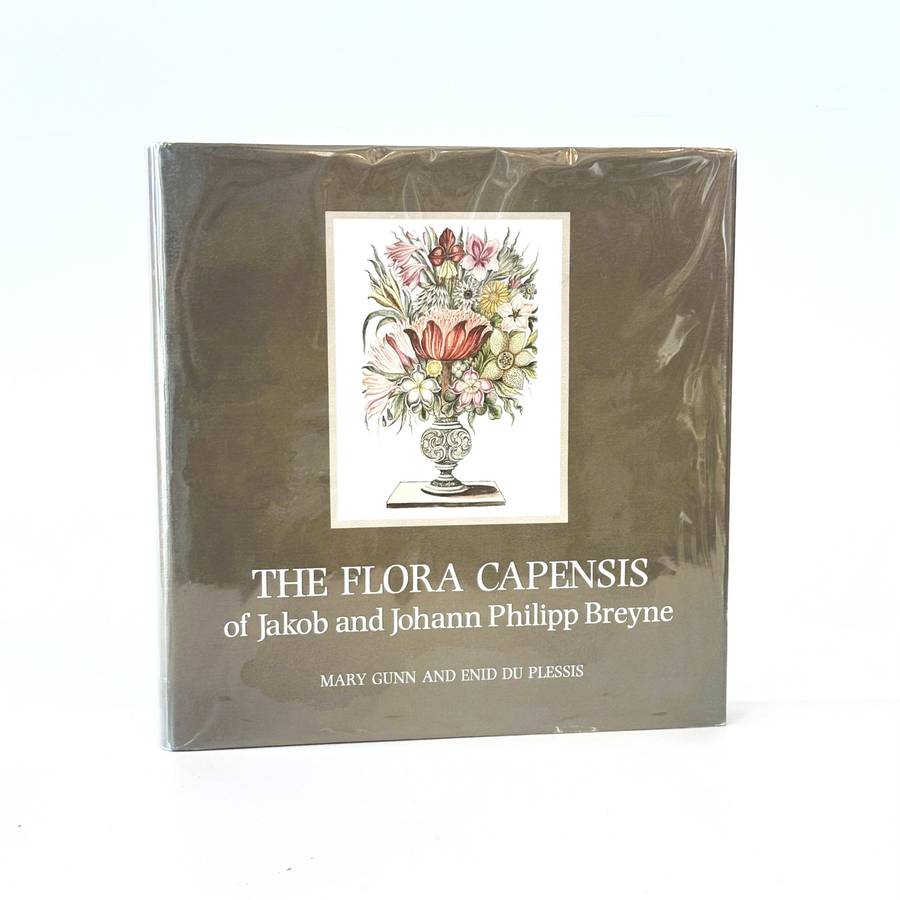 THE FLORA CAPENSIS
of Jakob and Johann Philipp Breyne
MARY GUNN AND ENID DU PLESSIS